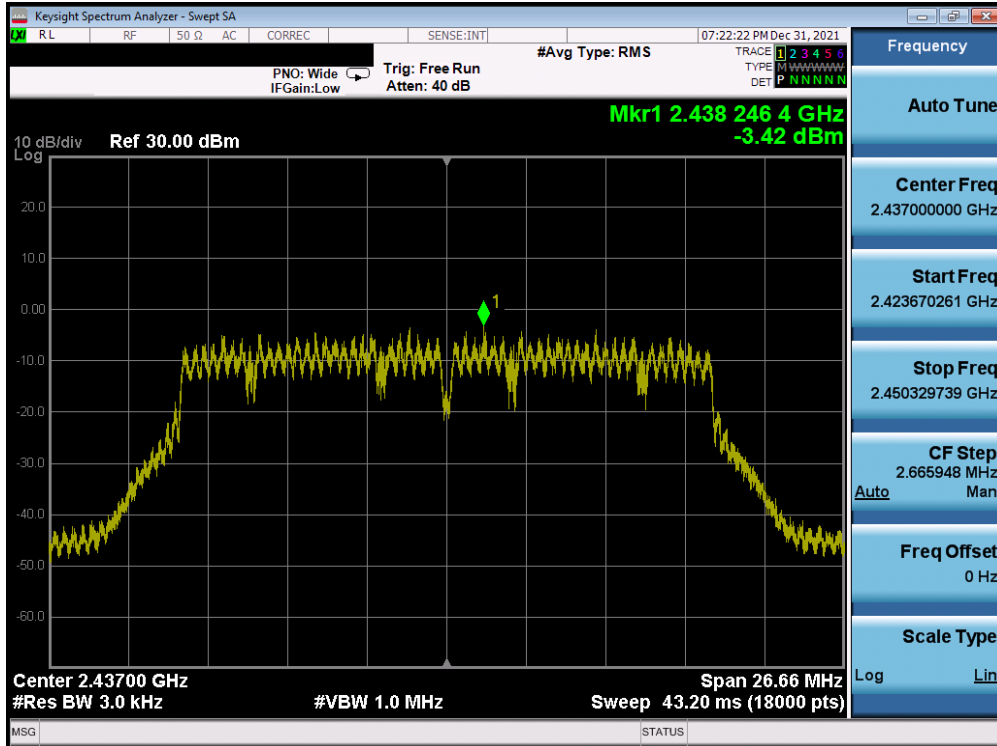 Keysight Spectrum Analyzer - Swept SA
LXI RL RF 50 Ω AC CORREC SENSE:INT 07:22:22 PM Dec 31, 2021
PNO: Wide
IFGain:Low
Trig: Free Run
Atten: 40 dB
#Avg Type: RMS
TRACE 1 2 3 4 5 6
TYPE M WWWWW
DET P N N N N N
Mkr1 2.438 246 4 GHz
-3.42 dBm
10 dB/div Ref 30.00 dBm
Log
20.0
10.0
0.00
-10.0
-20.0
-30.0
-40.0
-50.0
-60.0
1
Center 2.43700 GHz Span 26.66 MHz
#Res BW 3.0 kHz #VBW 1.0 MHz Sweep 43.20 ms (18000 pts)
MSG STATUS
Frequency
Auto Tune
Center Freq
2.437000000 GHz
Start Freq
2.423670261 GHz
Stop Freq
2.450329739 GHz
CF Step
2.665948 MHz
Auto Man
Freq Offset
0 Hz
Scale Type
Log Lin